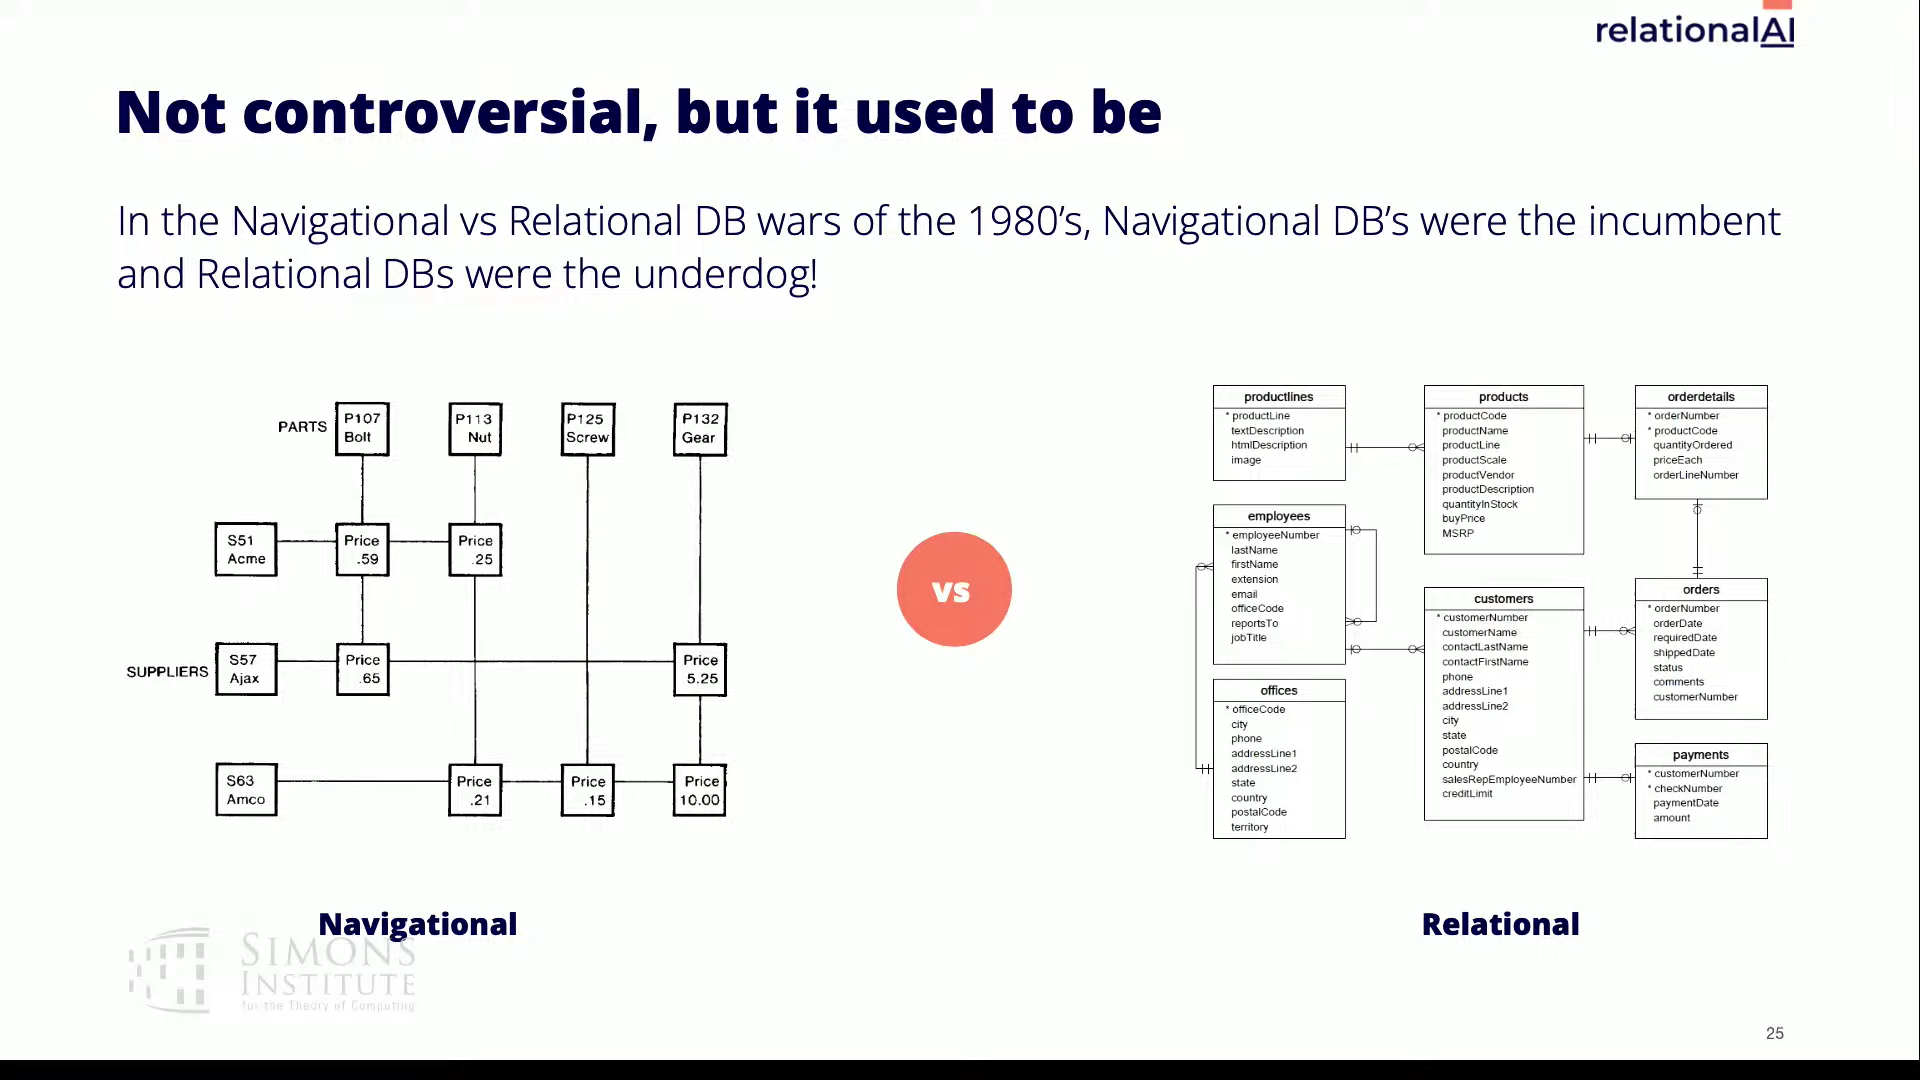 relationalAI
Not controversial, but it used to be
In the Navigational vs Relational DB wars of the 1980’s, Navigational DB’s were the incumbent
and Relational DBs were the underdog!
PARTS
P107
Bolt
P113
Nut
P125
Screw
P132
Gear
S51
Acme
Price
.59
Price
.25
SUPPLIERS
S57
Ajax
Price
.65
Price
5.25
S63
Amco
Price
.21
Price
.15
Price
10.00
Navigational
vs
productlines
* productLine
textDescription
htmlDescription
image
employees
* employeeNumber
lastName
firstName
extension
email
officeCode
reportsTo
jobTitle
offices
* officeCode
city
phone
addressLine1
addressLine2
state
country
postalCode
territory
products
* productCode
productName
productLine
productScale
productVendor
productDescription
quantityInStock
buyPrice
MSRP
customers
* customerNumber
customerName
contactLastName
contactFirstName
phone
addressLine1
addressLine2
city
state
postalCode
country
salesRepEmployeeNumber
creditLimit
orderdetails
* orderNumber
* productCode
quantityOrdered
priceEach
orderLineNumber
orders
* orderNumber
orderDate
requiredDate
shippedDate
status
comments
customerNumber
payments
* customerNumber
* checkNumber
paymentDate
amount
Relational
SIMONS
INSTITUTE
for the Theory of Computing
25